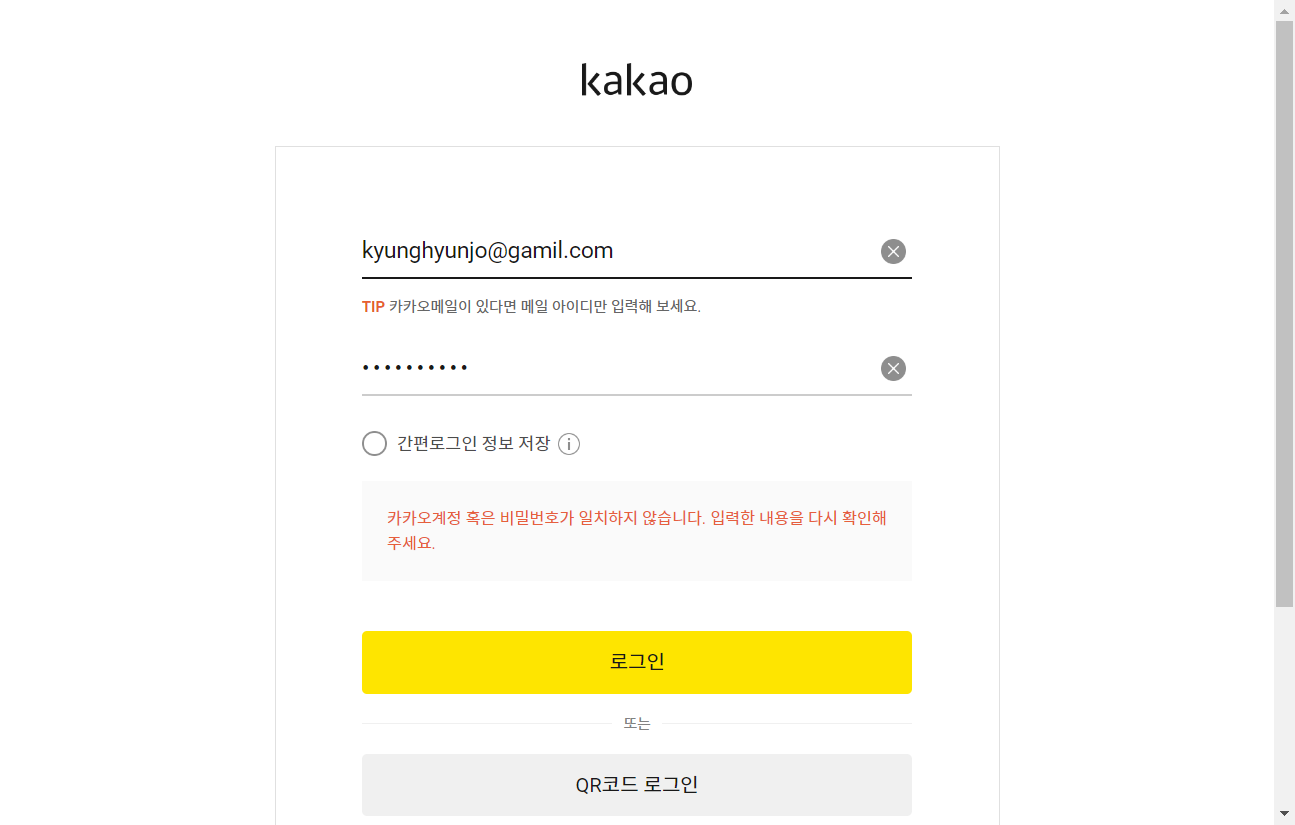 kakao
kyunghyunjo@gamil.com
TIP 카카오메일이 있다면 메일 아이디만 입력해 보세요.
••••••••••
간편로그인 정보 저장
카카오계정 혹은 비밀번호가 일치하지 않습니다. 입력한 내용을 다시 확인해
주세요.
로그인
또는
QR코드 로그인